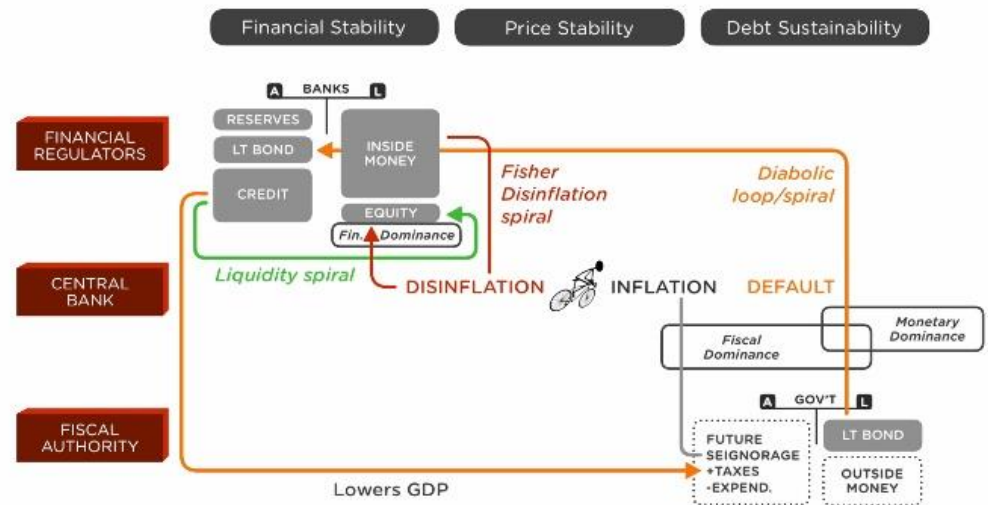 Financial Stability
Price Stability
Debt Sustainability
A BANKS L
FINANCIAL
REGULATORS
RESERVES
LT BOND
CREDIT
INSIDE
MONEY
EQUITY
Fin. Dominance
Fisher
Disinflation
spiral
Diabolic
loop/spiral
Liquidity spiral
CENTRAL
BANK
DISINFLATION
INFLATION
DEFAULT
Fiscal
Dominance
Monetary
Dominance
A GOV'T L
FISCAL
AUTHORITY
FUTURE
SEIGNORAGE
+TAXES
-EXPEND.
LT BOND
OUTSIDE
MONEY
Lowers GDP